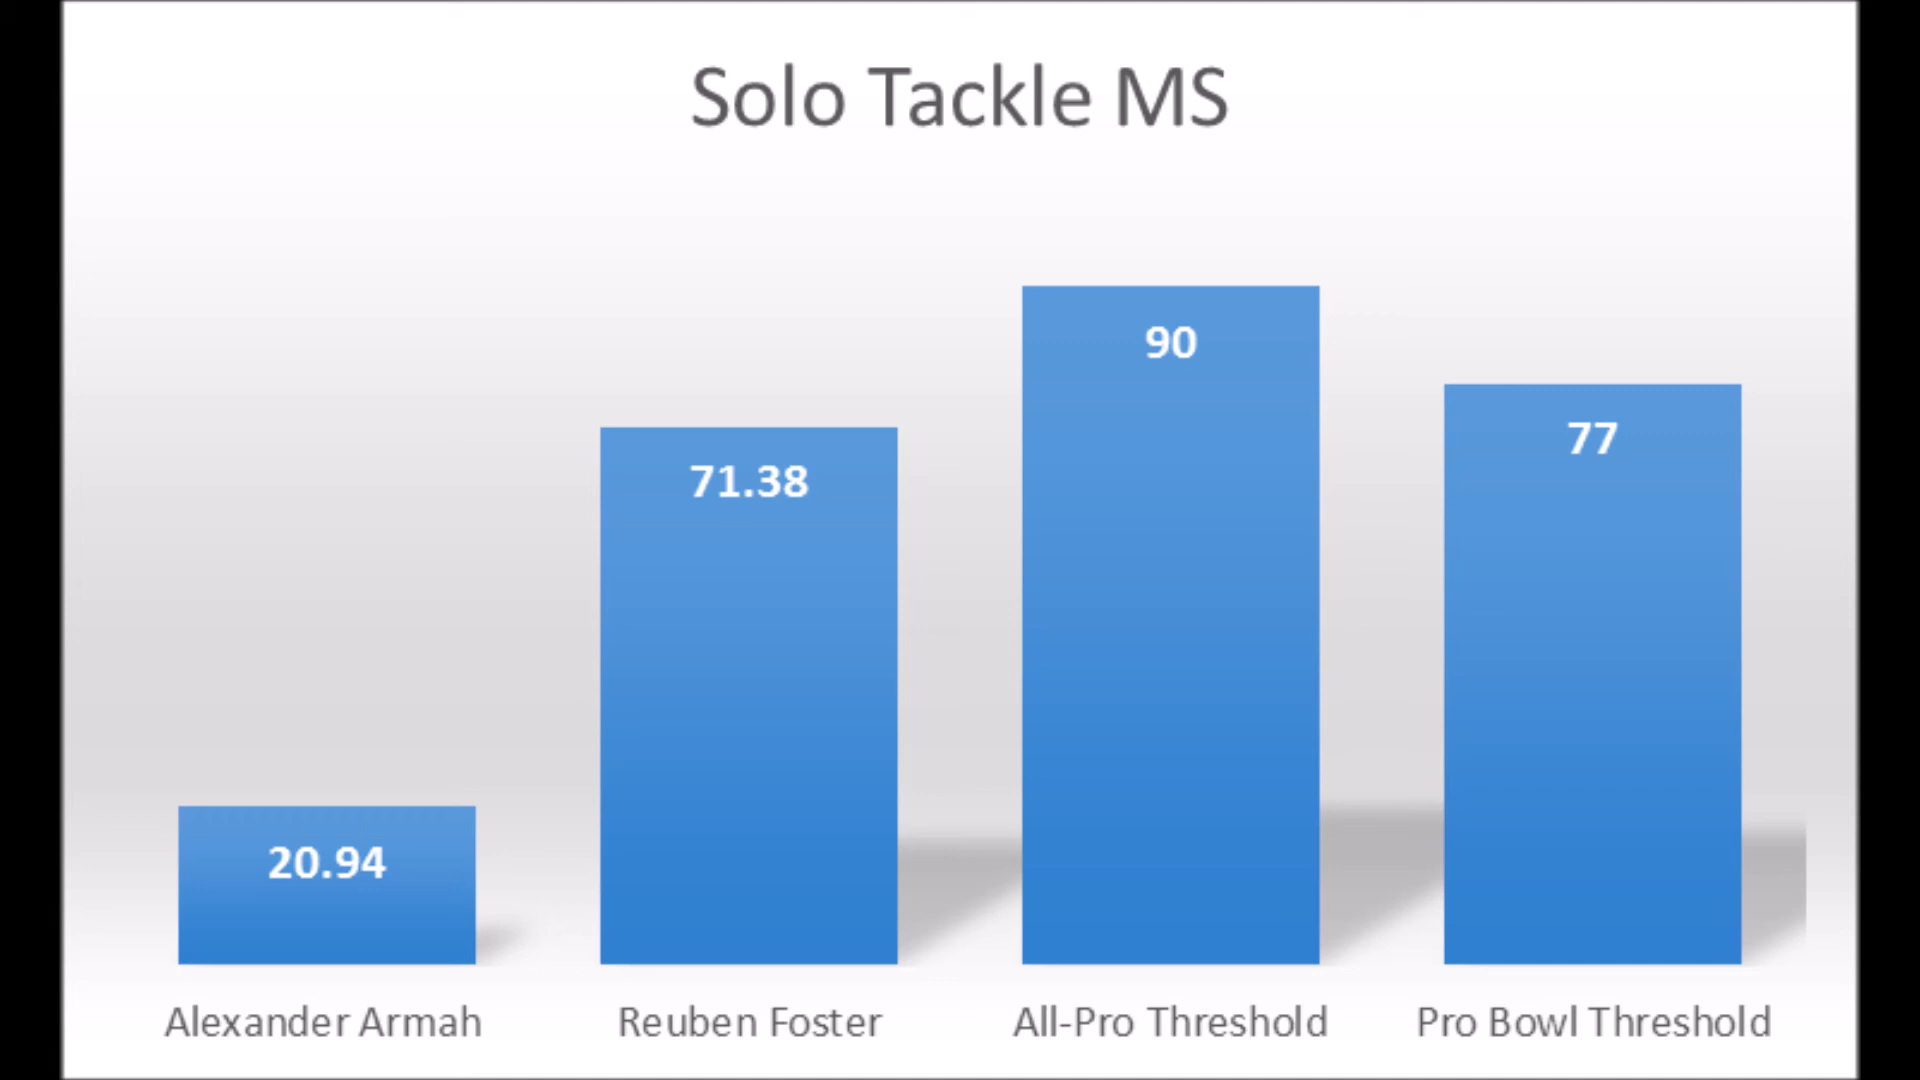 Solo Tackle MS
90
77
71.38
20.94
Alexander Armah Reuben Foster All-Pro Threshold Pro Bowl Threshold